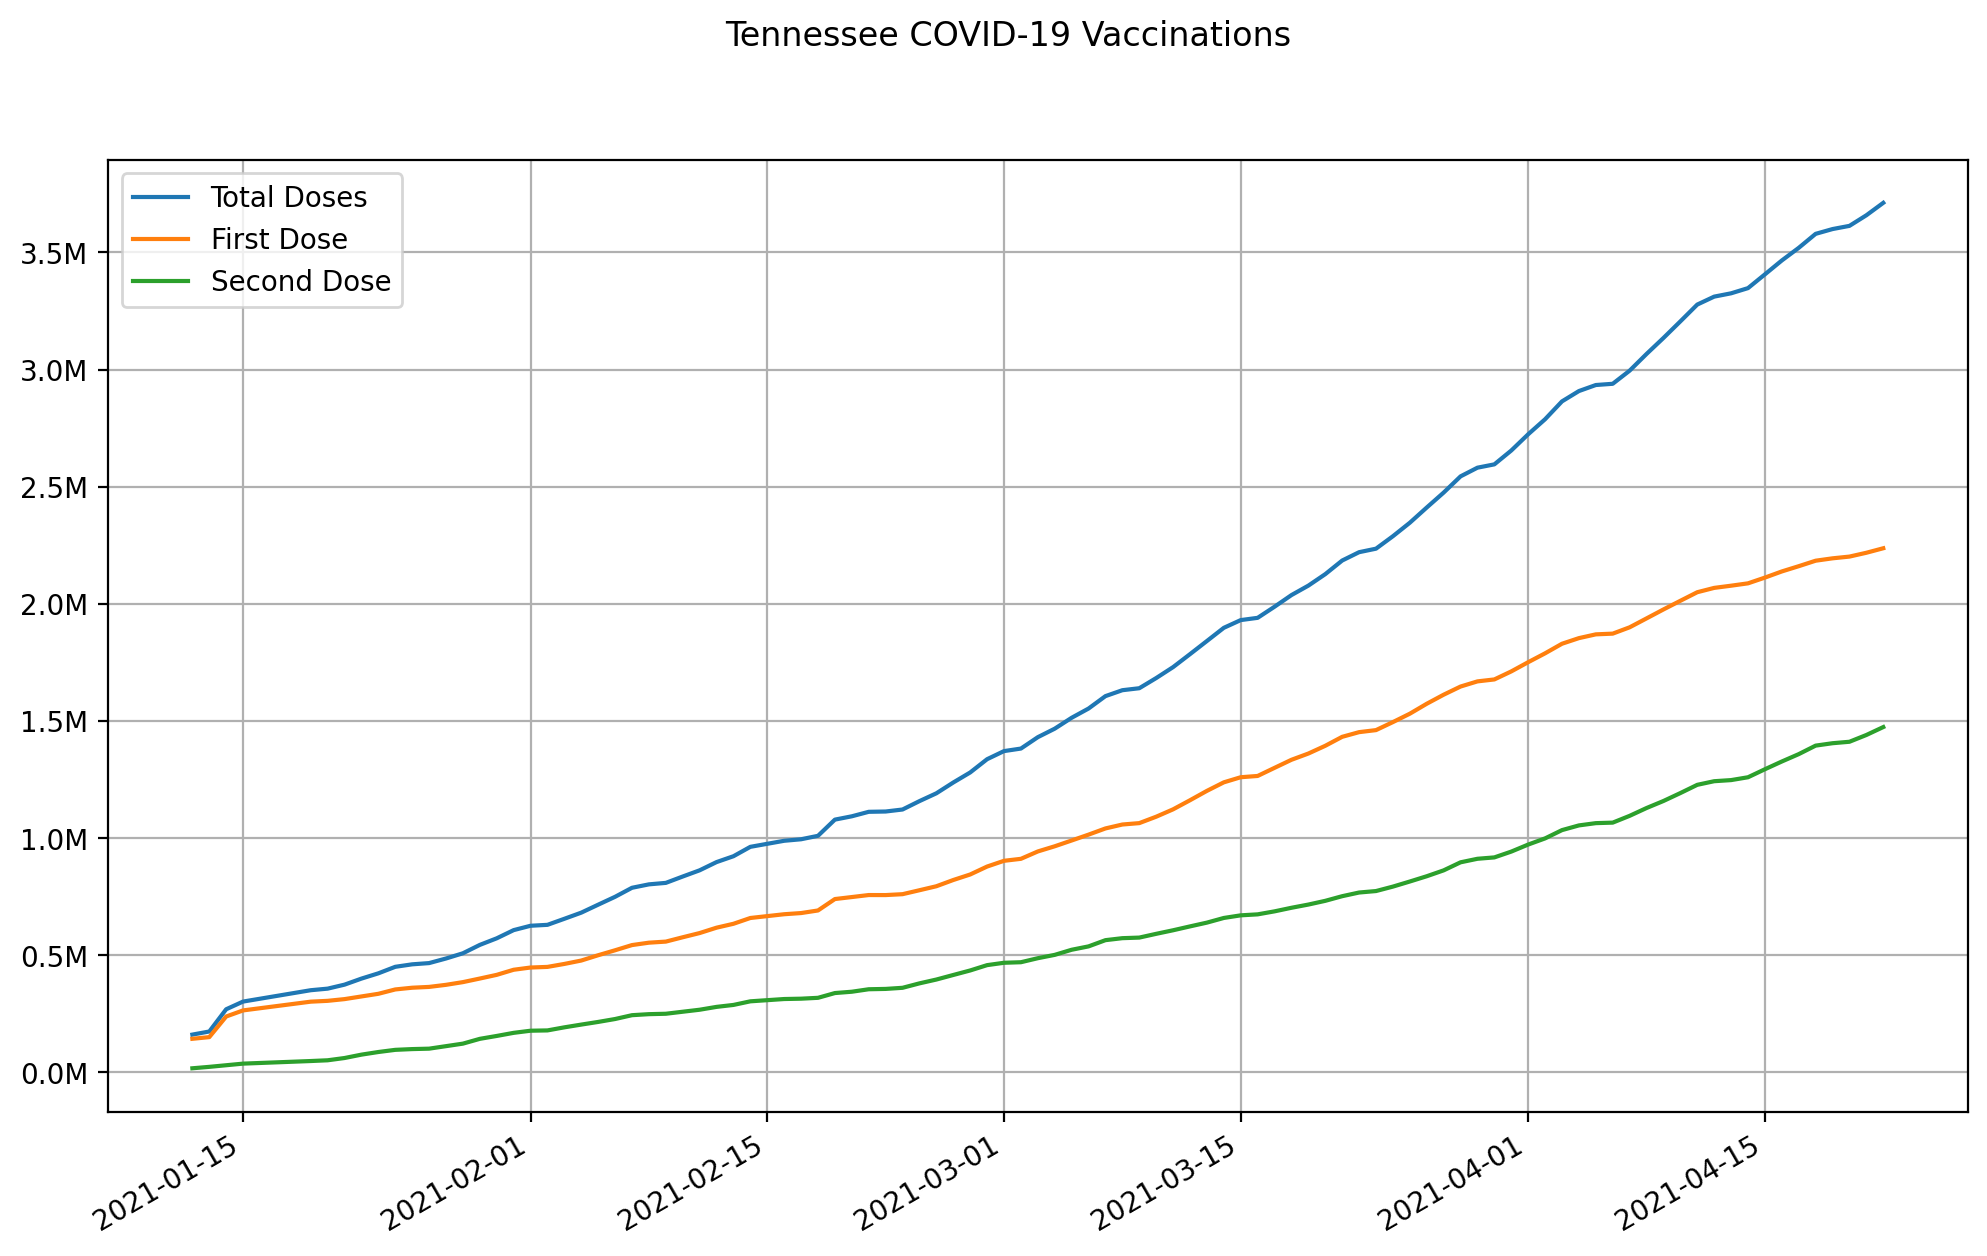 Tennessee COVID-19 Vaccinations
Total Doses
First Dose
Second Dose
3.5M
3.0M
2.5M
2.0M
1.5M
1.0M
0.5M
0.0M
2021-01-15
2021-02-01
2021-02-15
2021-03-01
2021-03-15
2021-04-01
2021-04-15